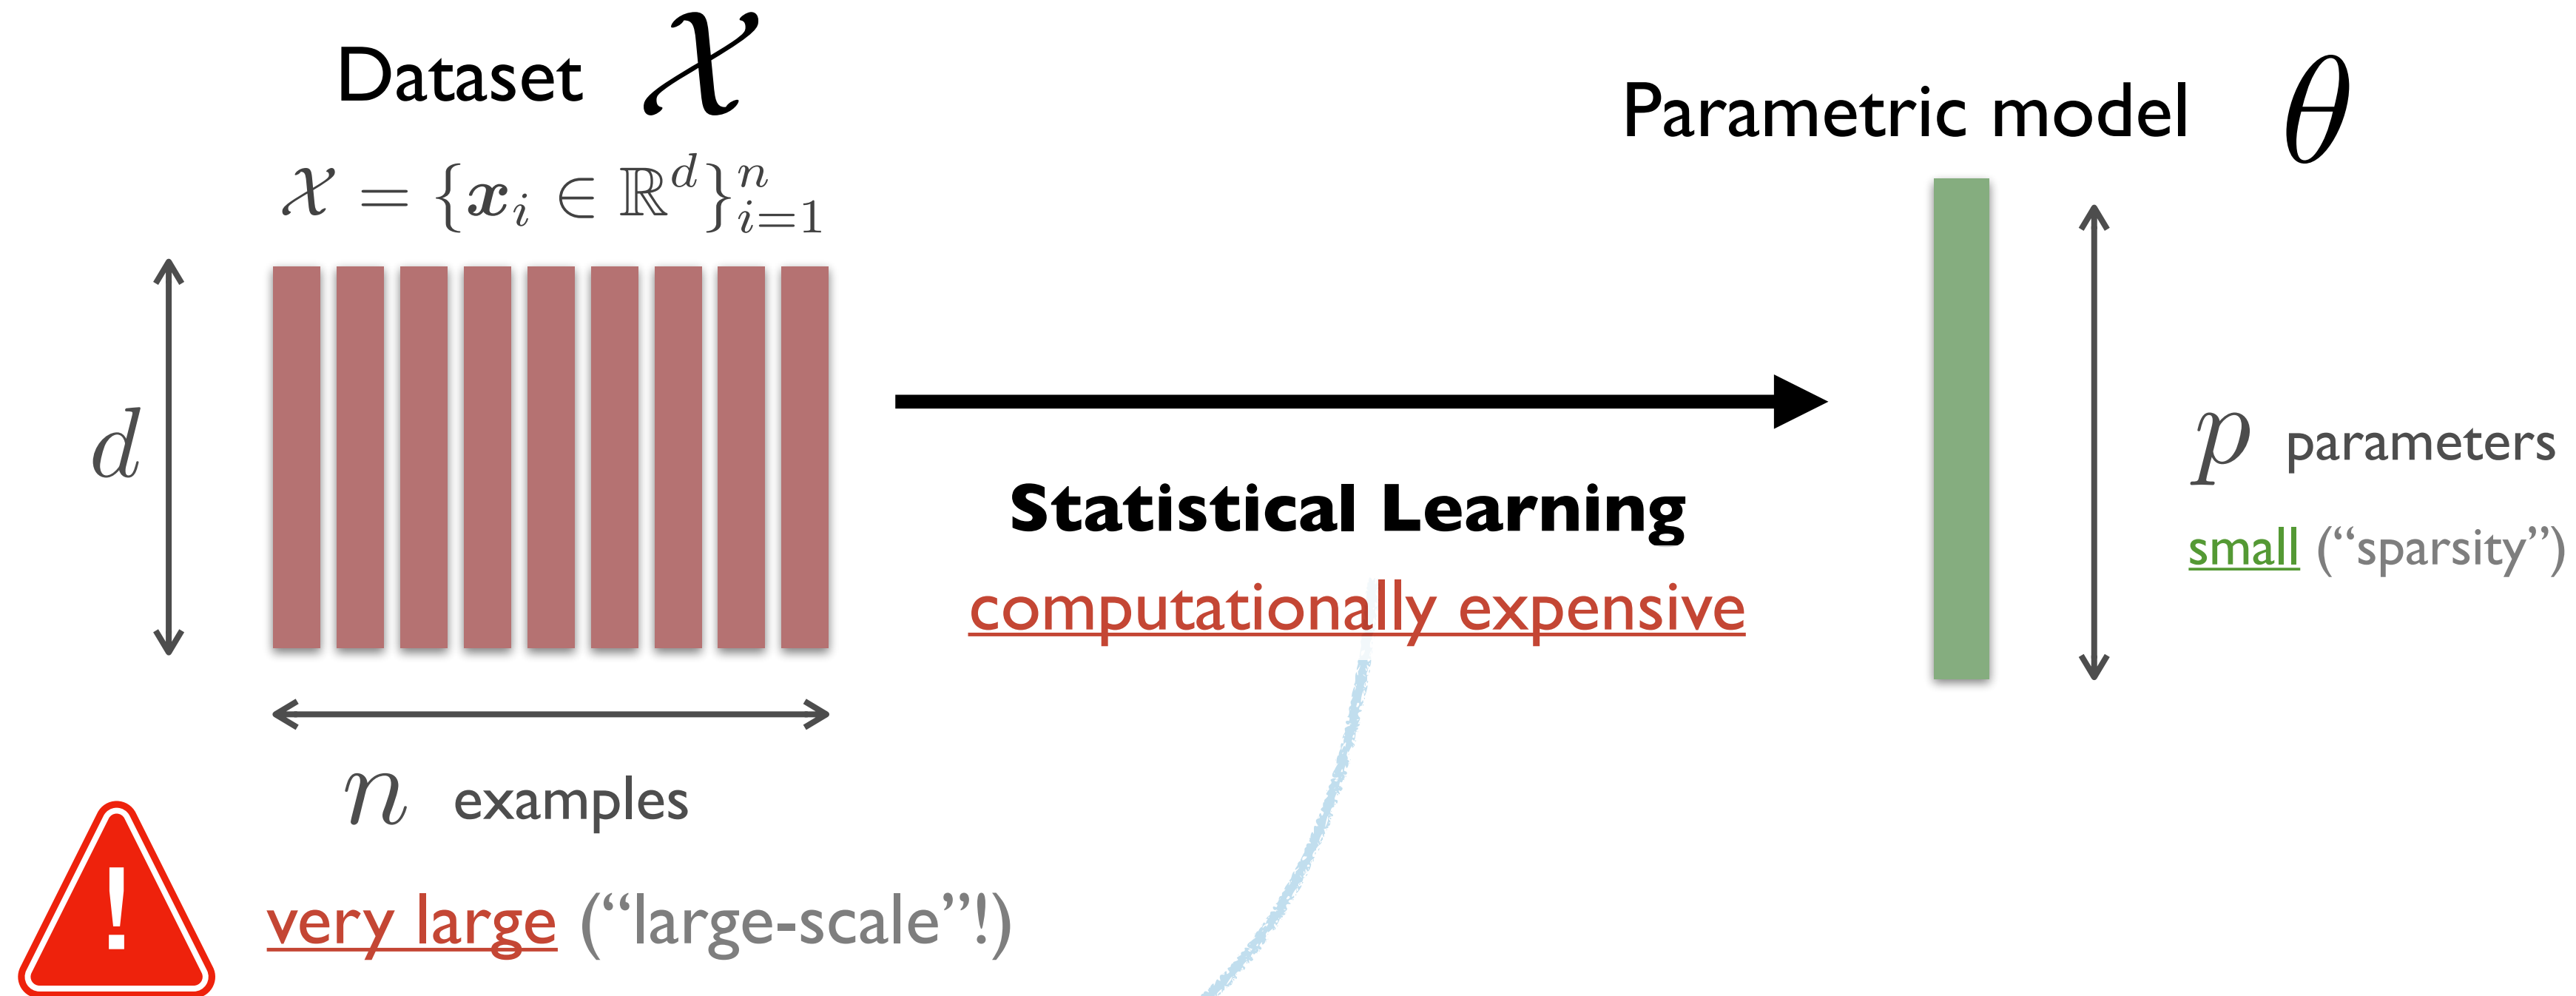 Dataset 𝒳
𝒳 = {𝒙ᵢ ∈ ℝᵈ}ⁿᵢ₌₁
d
n examples
!
very large (“large-scale”!)
Statistical Learning
computationally expensive
Parametric model θ
p parameters
small (“sparsity”)